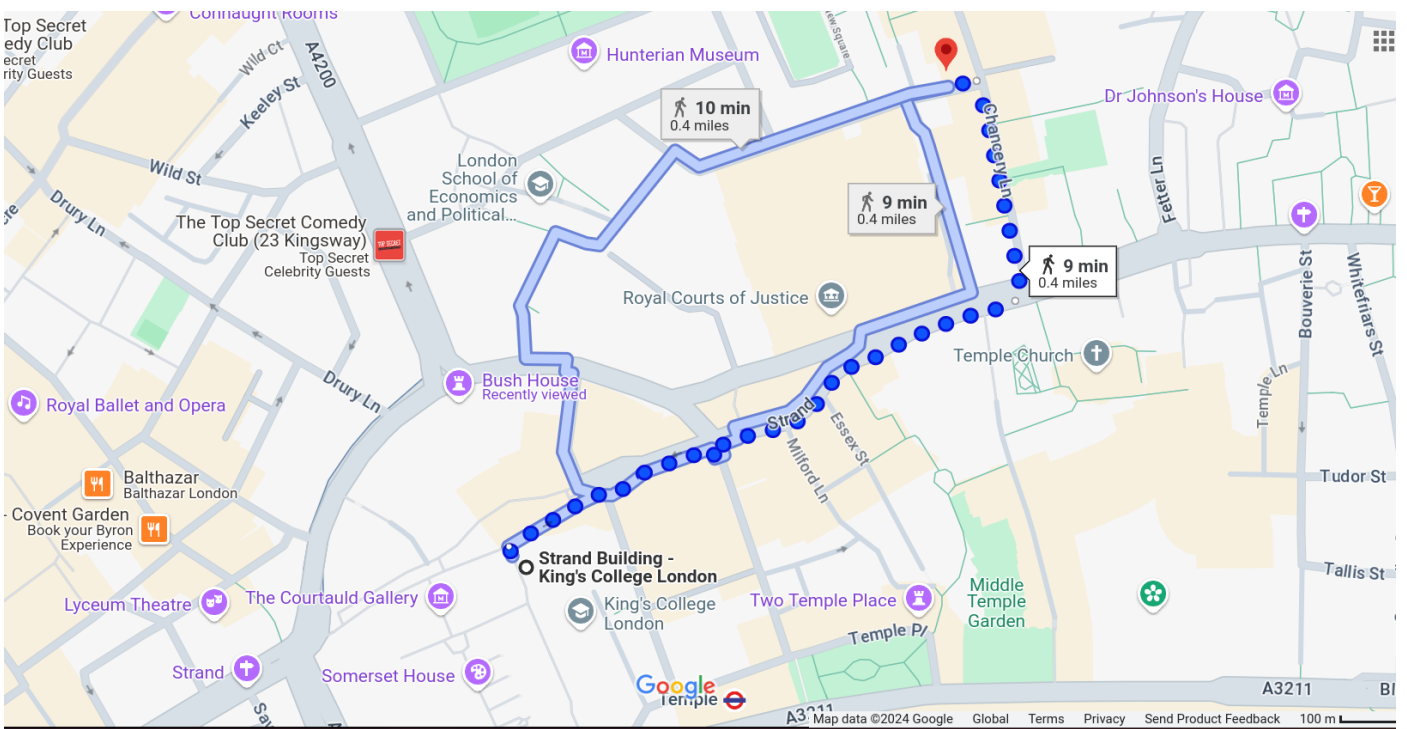 Connaught Rooms
Top Secret
edy Club
ecret
rity Guests
Wild Ct
A4200
Keeley St
Hunterian Museum
View Square
10 min
0.4 miles
Chancery Ln
Dr Johnson's House
London
School of
Economics
and Political...
Wild St
Drury Ln
The Top Secret Comedy
Club (23 Kingsway)
Top Secret
Celebrity Guests
9 min
0.4 miles
Fetter Ln
9 min
0.4 miles
Royal Courts of Justice
Bouverie St
Whitefriars St
Temple Church
Bush House
Recently viewed
Drury Ln
Royal Ballet and Opera
Strand
Essex St
Milford Ln
Temple Ln
Balthazar
Balthazar London
Tudor St
- Covent Garden
Book your Byron
Experience
Strand Building -
King's College London
Tallis St
Lyceum Theatre
The Courtauld Gallery
King's College
London
Two Temple Place
Middle
Temple
Garden
Temple Pl
Strand
Somerset House
Google
Temple
A3211
A3211
Map data ©2024 Google
Global
Terms
Privacy
Send Product Feedback
100 m